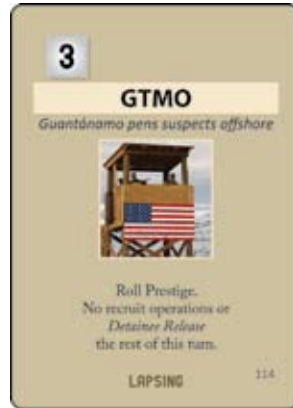 3
GTMO
Guantánamo pens suspects offshore
Roll Prestige.
No recruit operations or
Detainee Release
the rest of this turn.
LAPSING
114